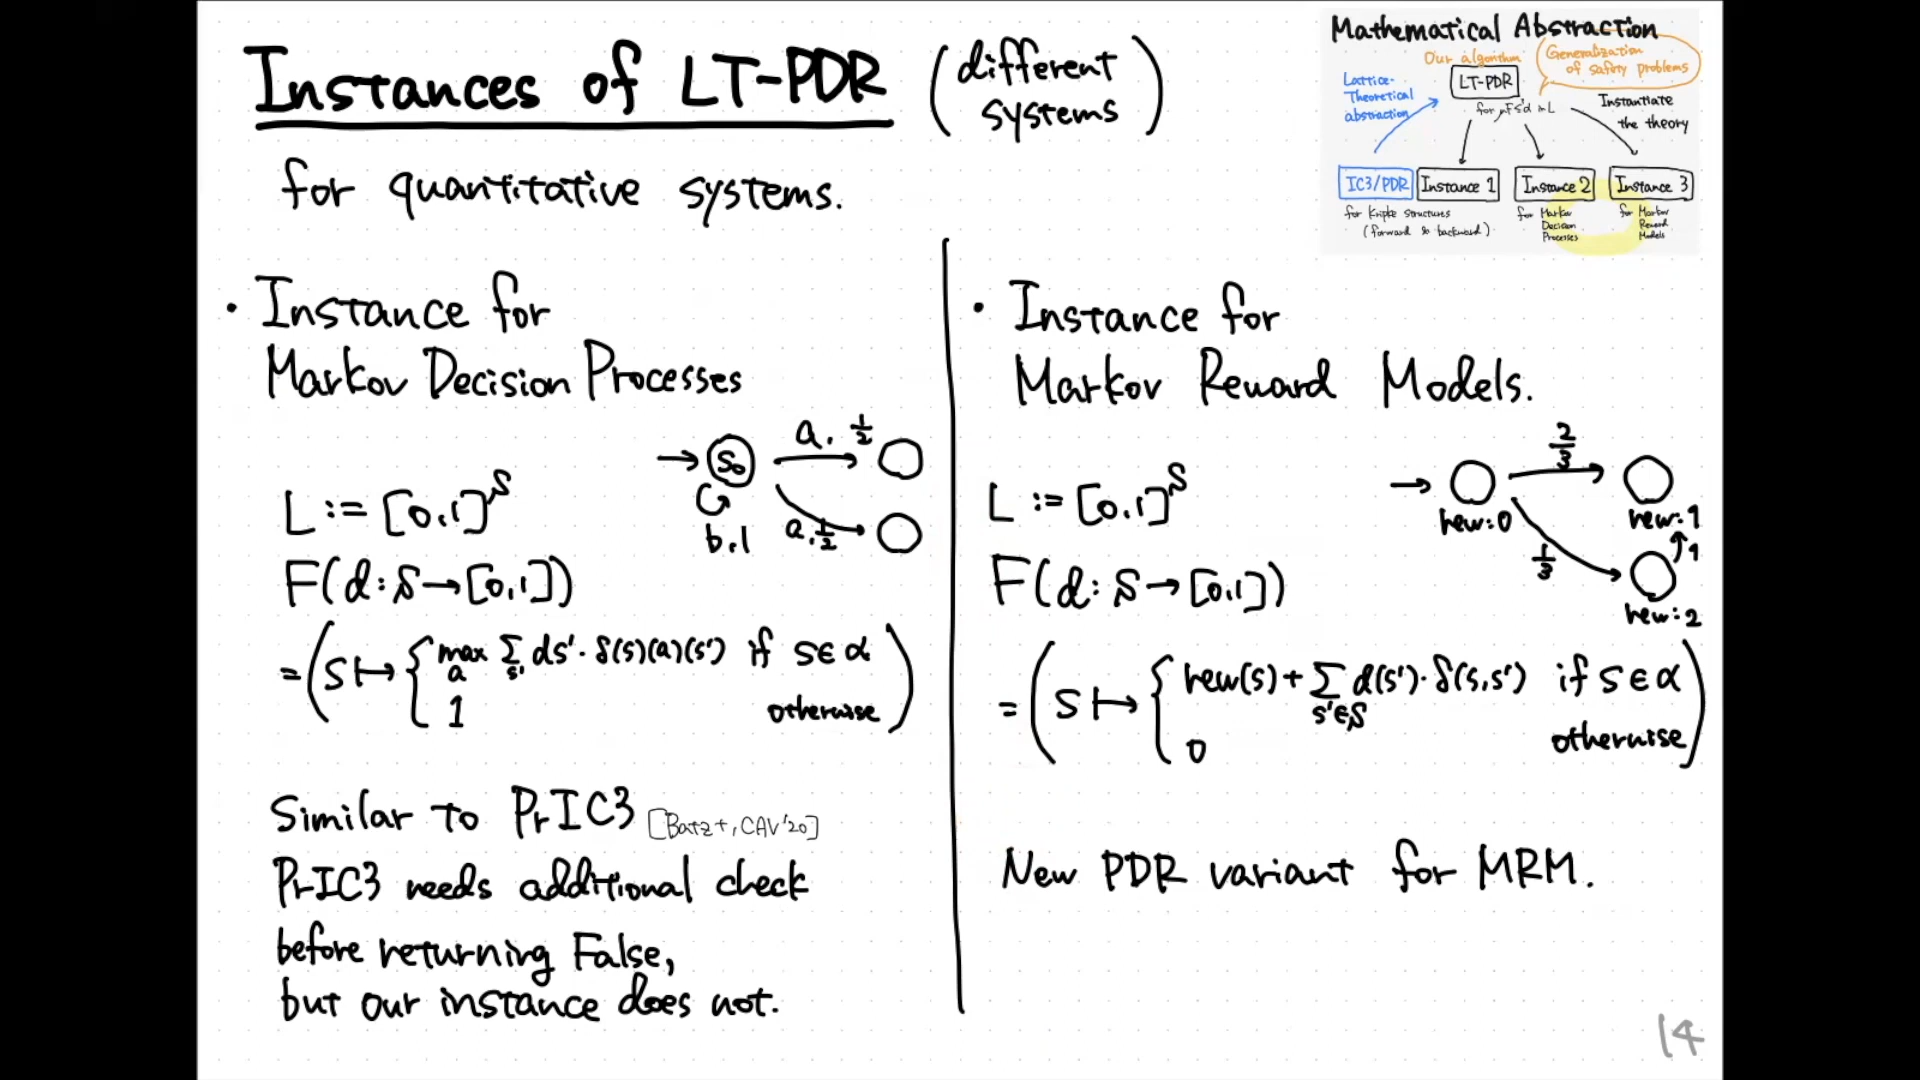 Instances of LT-PDR (different systems)
for quantitative systems.
Mathematical Abstraction
Our algorithm
Generalization
of safety problems
Lattice-
Theoretical
abstraction
LT-PDR
Instantiate
the theory
IC3/PDR
Instance 1
Instance 2
Instance 3
for Kripke structures
(forward & backward)
for Markov
Decision
Processes
for Markov
Reward
Models
• Instance for
Markov Decision Processes
→ S₀
a. 1/2
b.1
a. 1/2
L := [0,1]^S
F(d: S → [0,1])
= ( S ↦ { max_a Σ_s' ds' · δ(s)(a)(s') if s ∈ α
1 otherwise )
Similar to PrIC3 [Batz+, CAV'20]
PrIC3 needs additional check
before returning False,
but our instance does not.
• Instance for
Markov Reward Models.
2/3
rew:0
rew:1
1/3
1
rew:2
L := [0,1]^S
F(d: S → [0,1])
= ( S ↦ { rew(s) + Σ_{s'∈S} d(s') · δ(s,s') if s ∈ α
0 otherwise )
New PDR variant for MRM.
14